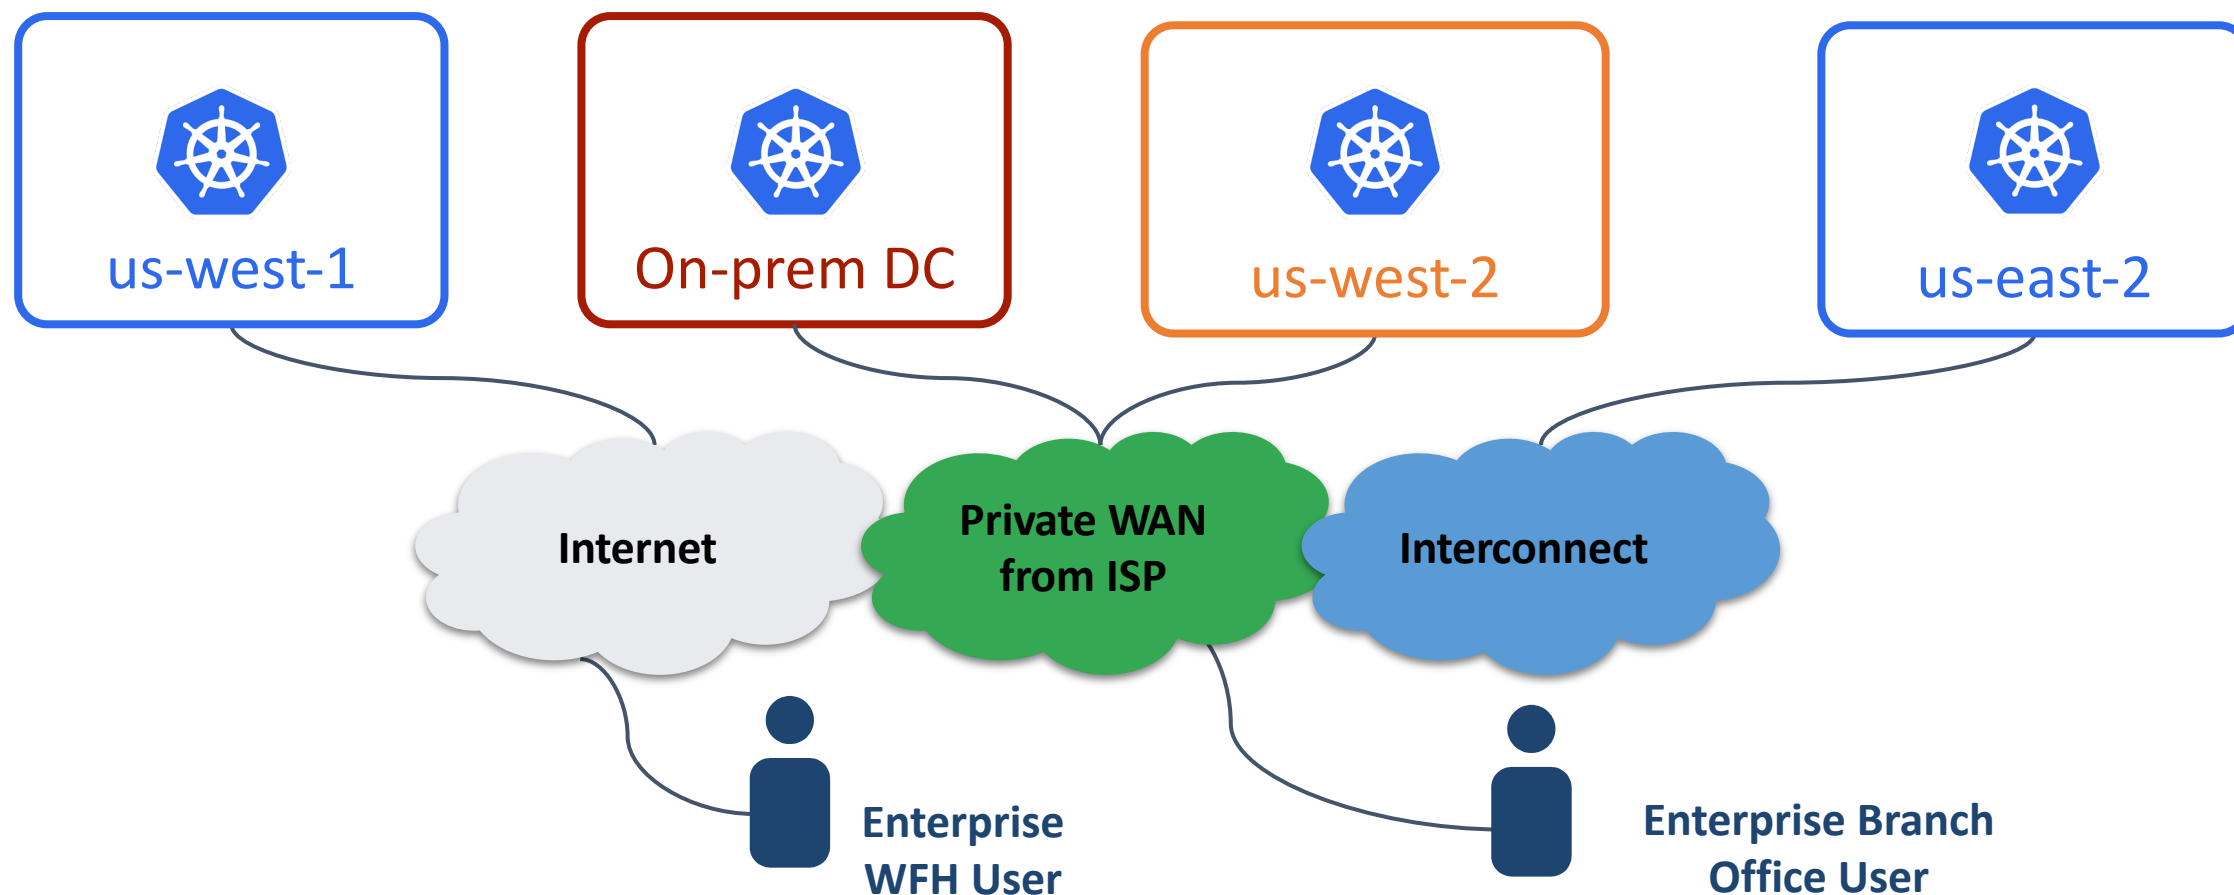 us-west-1
On-prem DC
us-west-2
us-east-2
Internet
Private WAN
from ISP
Interconnect
Enterprise
WFH User
Enterprise Branch
Office User